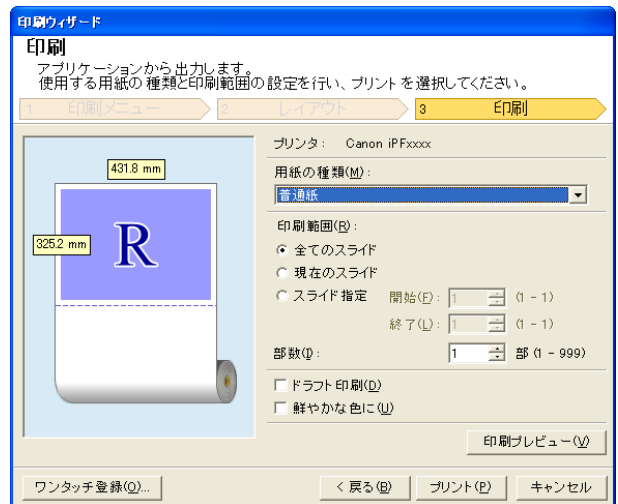 印刷ウィザード
印刷
アプリケーションから出力します。
使用する用紙の種類と印刷範囲の設定を行い、プリントを選択してください。
1 印刷メニュー 2 レイアウト 3 印刷
プリンタ: Canon iPFxxxx
431.8 mm
用紙の種類(M):
普通紙
325.2 mm
R
印刷範囲(R):
全てのスライド
現在のスライド
スライド指定 開始(F): 1 (1 - 1)
終了(L): 1 (1 - 1)
部数(I): 1 部 (1 - 999)
ドラフト印刷(D)
鮮やかな色に(U)
印刷プレビュー(V)
ワンタッチ登録(O)... < 戻る(B) プリント(P) キャンセル